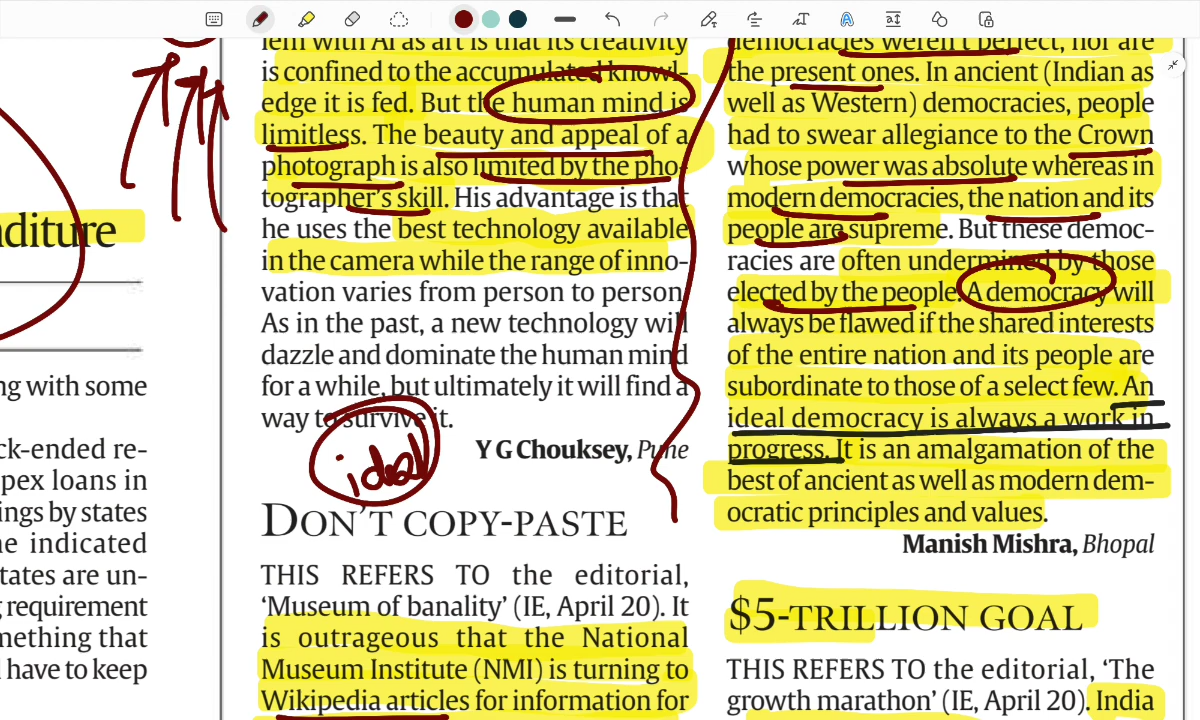 nditure
ng with some
ck-ended re-
pex loans in
ings by states
ne indicated
tates are un-
g requirement
mething that
l have to keep
lem with AI as art is that its creativity
is confined to the accumulated knowl-
edge it is fed. But the human mind is
limitless. The beauty and appeal of a
photograph is also limited by the pho-
tographer's skill. His advantage is that
he uses the best technology available
in the camera while the range of inno-
vation varies from person to person.
As in the past, a new technology will
dazzle and dominate the human mind
for a while, but ultimately it will find a
way to survive it.
Y G Chouksey, Pune
ideal
DON'T COPY-PASTE
THIS REFERS TO the editorial,
‘Museum of banality’ (IE, April 20). It
is outrageous that the National
Museum Institute (NMI) is turning to
Wikipedia articles for information for
democracies weren't perfect, nor are
the present ones. In ancient (Indian as
well as Western) democracies, people
had to swear allegiance to the Crown
whose power was absolute whereas in
modern democracies, the nation and its
people are supreme. But these democ-
racies are often undermined by those
elected by the people. A democracy will
always be flawed if the shared interests
of the entire nation and its people are
subordinate to those of a select few. An
ideal democracy is always a work in
progress. It is an amalgamation of the
best of ancient as well as modern dem-
ocratic principles and values.
Manish Mishra, Bhopal
$5-TRILLION GOAL
THIS REFERS TO the editorial, ‘The
growth marathon’ (IE, April 20). India